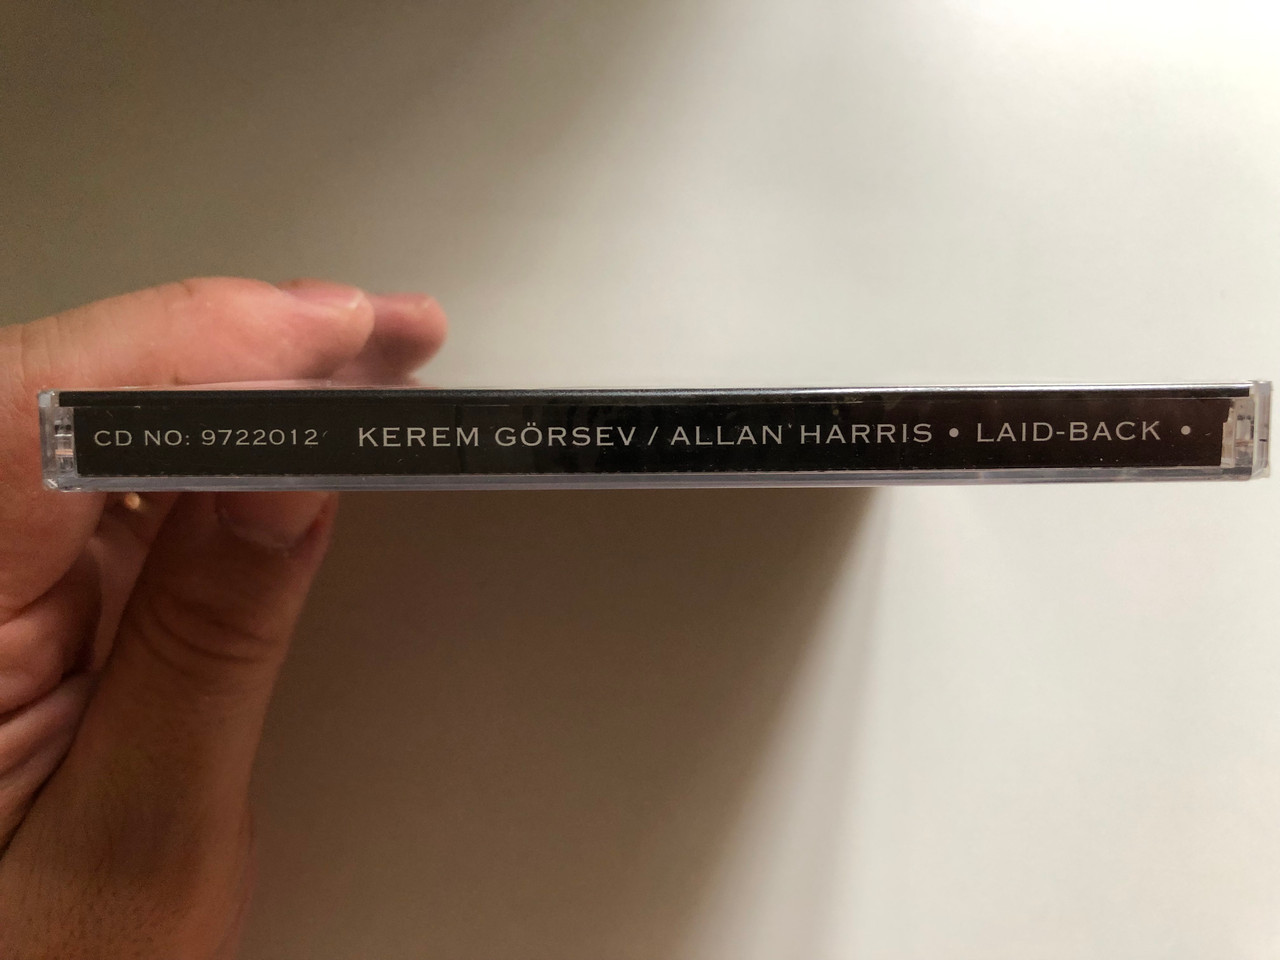 CD NO: 9722012 KEREM GÖRSEV / ALLAN HARRIS • LAID-BACK •